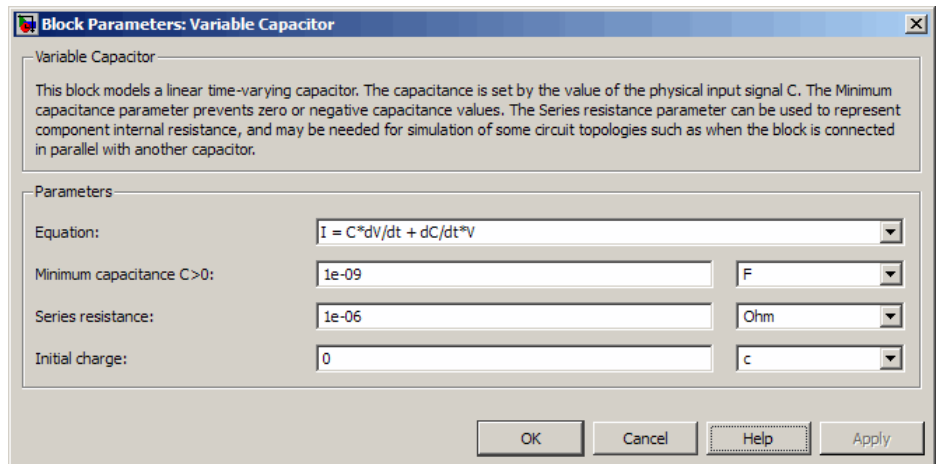 Block Parameters: Variable Capacitor
Variable Capacitor
This block models a linear time-varying capacitor. The capacitance is set by the value of the physical input signal C. The Minimum
capacitance parameter prevents zero or negative capacitance values. The Series resistance parameter can be used to represent
component internal resistance, and may be needed for simulation of some circuit topologies such as when the block is connected
in parallel with another capacitor.
Parameters
Equation: I = C*dV/dt + dC/dt*V
Minimum capacitance C>0: 1e-09 F
Series resistance: 1e-06 Ohm
Initial charge: 0 c
OK Cancel Help Apply